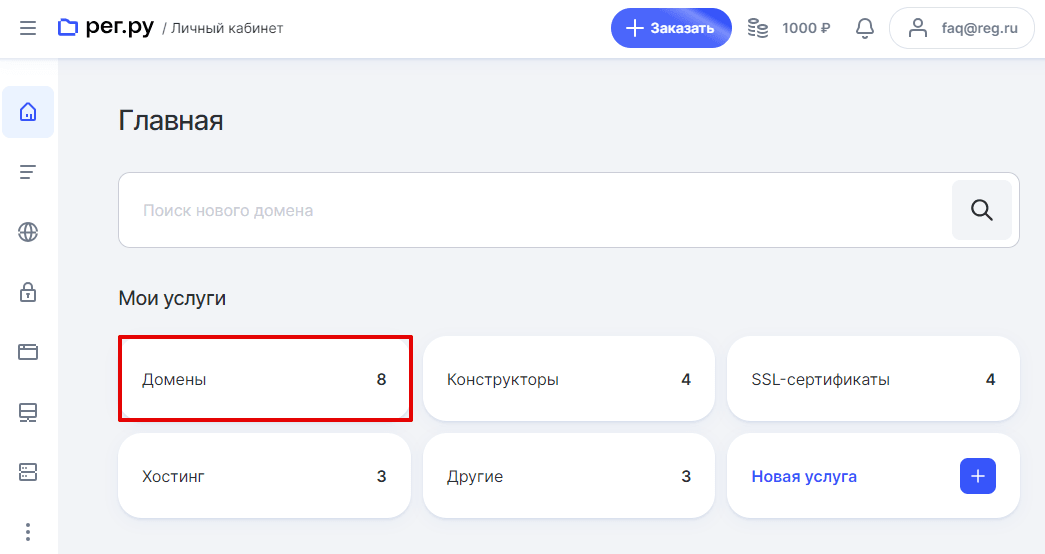 рег.ру / Личный кабинет Заказать 1000 ₽ faq@reg.ru
Главная
Поиск нового домена
Мои услуги
Домены 8 Конструкторы 4 SSL-сертификаты 4
Хостинг 3 Другие 3 Новая услуга